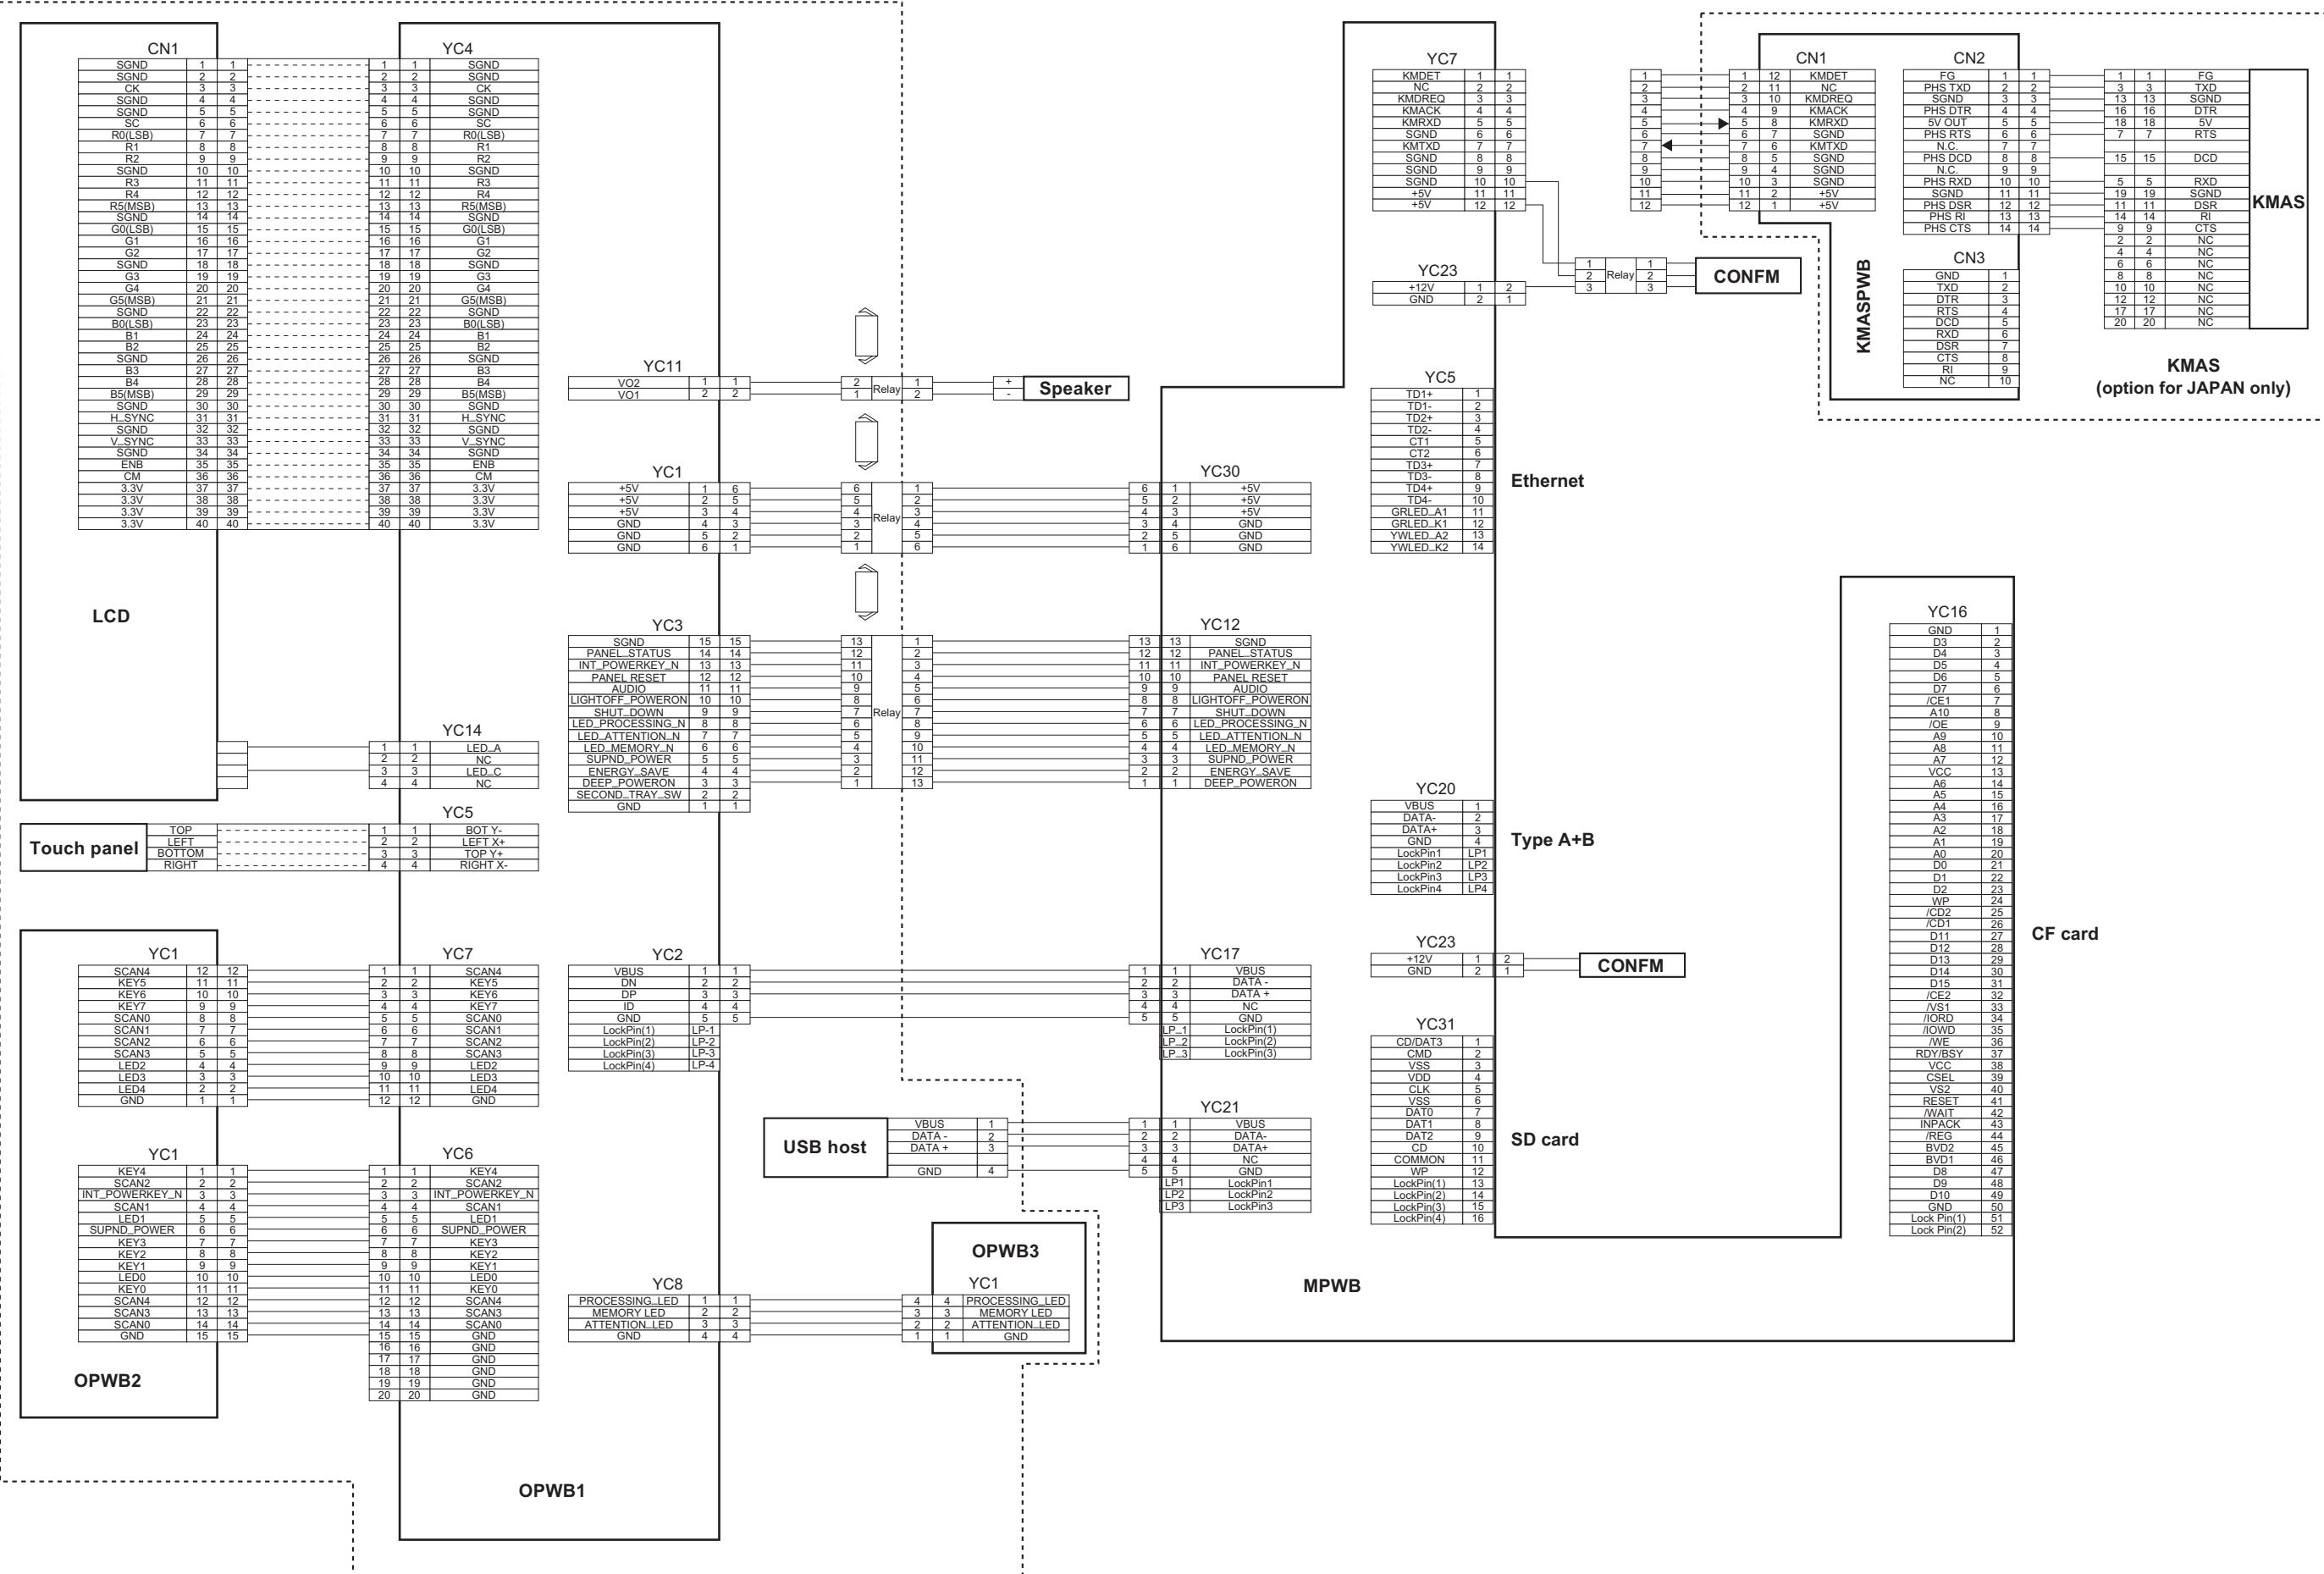 CN1
SGND 1 1
SGND 2 2
CK 3 3
SGND 4 4
SGND 5 5
SC 6 6
R0(LSB) 7 7
R1 8 8
R2 9 9
SGND 10 10
R3 11 11
R4 12 12
R5(MSB) 13 13
SGND 14 14
G0(LSB) 15 15
G1 16 16
G2 17 17
SGND 18 18
G3 19 19
G4 20 20
G5(MSB) 21 21
SGND 22 22
B0(LSB) 23 23
B1 24 24
B2 25 25
SGND 26 26
B3 27 27
B4 28 28
B5(MSB) 29 29
SGND 30 30
H_SYNC 31 31
SGND 32 32
V_SYNC 33 33
SGND 34 34
ENB 35 35
CM 36 36
3.3V 37 37
3.3V 38 38
3.3V 39 39
3.3V 40 40
LCD
YC4
1 1 SGND
2 2 SGND
3 3 CK
4 4 SGND
5 5 SGND
6 6 SC
7 7 R0(LSB)
8 8 R1
9 9 R2
10 10 SGND
11 11 R3
12 12 R4
13 13 R5(MSB)
14 14 SGND
15 15 G0(LSB)
16 16 G1
17 17 G2
18 18 SGND
19 19 G3
20 20 G4
21 21 G5(MSB)
22 22 SGND
23 23 B0(LSB)
24 24 B1
25 25 B2
26 26 SGND
27 27 B3
28 28 B4
29 29 B5(MSB)
30 30 SGND
31 31 H_SYNC
32 32 SGND
33 33 V_SYNC
34 34 SGND
35 35 ENB
36 36 CM
37 37 3.3V
38 38 3.3V
39 39 3.3V
40 40 3.3V
YC14
1 1 LED_A
2 2 NC
3 3 LED_C
4 4 NC
Touch panel
TOP
LEFT
BOTTOM
RIGHT
YC5
1 1 BOT Y-
2 2 LEFT X+
3 3 TOP Y+
4 4 RIGHT X-
YC1
SCAN4 12 12
KEY5 11 11
KEY6 10 10
KEY7 9 9
SCAN0 8 8
SCAN1 7 7
SCAN2 6 6
SCAN3 5 5
LED2 4 4
LED3 3 3
LED4 2 2
GND 1 1
YC7
1 1 SCAN4
2 2 KEY5
3 3 KEY6
4 4 KEY7
5 5 SCAN0
6 6 SCAN1
7 7 SCAN2
8 8 SCAN3
9 9 LED2
10 10 LED3
11 11 LED4
12 12 GND
YC1
KEY4 1 1
SCAN2 2 2
INT_POWERKEY_N 3 3
SCAN1 4 4
LED1 5 5
SUPND_POWER 6 6
KEY3 7 7
KEY2 8 8
KEY1 9 9
LED0 10 10
KEY0 11 11
SCAN4 12 12
SCAN3 13 13
SCAN0 14 14
GND 15 15
OPWB2
YC6
1 1 KEY4
2 2 SCAN2
3 3 INT_POWERKEY_N
4 4 SCAN1
5 5 LED1
6 6 SUPND_POWER
7 7 KEY3
8 8 KEY2
9 9 KEY1
10 10 LED0
11 11 KEY0
12 12 SCAN4
13 13 SCAN3
14 14 SCAN0
15 15 GND
16 16 GND
17 17 GND
18 18 GND
19 19 GND
20 20 GND
OPWB1
YC11
VO2 1 1
VO1 2 2
2 Relay 1
1 2
+
-
Speaker
YC1
+5V 1 6
+5V 2 5
+5V 3 4
GND 4 3
GND 5 2
GND 6 1
6 1
5 2
4 3
3 Relay 4
2 5
1 6
YC30
6 1 +5V
5 2 +5V
4 3 +5V
3 4 GND
2 5 GND
1 6 GND
YC3
SGND 15 15
PANEL_STATUS 14 14
INT_POWERKEY_N 13 13
PANEL RESET 12 12
AUDIO 11 11
LIGHTOFF_POWERON 10 10
SHUT_DOWN 9 9
LED_PROCESSING_N 8 8
LED_ATTENTION_N 7 7
LED_MEMORY_N 6 6
SUPND_POWER 5 5
ENERGY_SAVE 4 4
DEEP_POWERON 3 3
SECOND_TRAY_SW 2 2
GND 1 1
13 1
12 2
11 3
10 4
9 5
8 6
7 Relay 7
6 8
5 9
4 10
3 11
2 12
1 13
YC12
13 13 SGND
12 12 PANEL_STATUS
11 11 INT_POWERKEY_N
10 10 PANEL RESET
9 9 AUDIO
8 8 LIGHTOFF_POWERON
7 7 SHUT_DOWN
6 6 LED_PROCESSING_N
5 5 LED_ATTENTION_N
4 4 LED_MEMORY_N
3 3 SUPND_POWER
2 2 ENERGY_SAVE
1 1 DEEP_POWERON
YC2
VBUS 1 1
DN 2 2
DP 3 3
ID 4 4
GND 5 5
LockPin(1) LP-1
LockPin(2) LP-2
LockPin(3) LP-3
LockPin(4) LP-4
YC17
1 1 VBUS
2 2 DATA -
3 3 DATA +
4 4 NC
5 5 GND
LP_1 LockPin(1)
LP_2 LockPin(2)
LP_3 LockPin(3)
USB host
VBUS 1
DATA - 2
DATA + 3
GND 4
YC21
1 1 VBUS
2 2 DATA-
3 3 DATA+
4 4 NC
5 5 GND
LP1 LockPin1
LP2 LockPin2
LP3 LockPin3
YC8
PROCESSING_LED 1 1
MEMORY LED 2 2
ATTENTION_LED 3 3
GND 4 4
OPWB3
YC1
4 4 PROCESSING_LED
3 3 MEMORY LED
2 2 ATTENTION_LED
1 1 GND
MPWB
YC7
KMDET 1 1
NC 2 2
KMDREQ 3 3
KMACK 4 4
KMRXD 5 5
SGND 6 6
KMTXD 7 7
SGND 8 8
SGND 9 9
SGND 10 10
+5V 11 11
+5V 12 12
YC23
+12V 1 2
GND 2 1
1 1
2 Relay 2
3 3
CONFM
YC5
TD1+ 1
TD1- 2
TD2+ 3
TD2- 4
CT1 5
CT2 6
TD3+ 7
TD3- 8
TD4+ 9
TD4- 10
GRLED_A1 11
GRLED_K1 12
YWLED_A2 13
YWLED_K2 14
Ethernet
YC20
VBUS 1
DATA- 2
DATA+ 3
GND 4
LockPin1 LP1
LockPin2 LP2
LockPin3 LP3
LockPin4 LP4
Type A+B
YC23
+12V 1 2
GND 2 1
CONFM
YC31
CD/DAT3 1
CMD 2
VSS 3
VDD 4
CLK 5
VSS 6
DAT0 7
DAT1 8
DAT2 9
CD 10
COMMON 11
WP 12
LockPin(1) 13
LockPin(2) 14
LockPin(3) 15
LockPin(4) 16
SD card
CN1
1 1 12 KMDET
2 2 11 NC
3 3 10 KMDREQ
4 4 9 KMACK
5 5 8 KMRXD
6 6 7 SGND
7 7 6 KMTXD
8 8 5 SGND
9 9 4 SGND
10 10 3 SGND
11 11 2 +5V
12 12 1 +5V
KMASPWB
CN2
FG 1 1
PHS TXD 2 2
SGND 3 3
PHS DTR 4 4
5V OUT 5 5
PHS RTS 6 6
N.C. 7 7
PHS DCD 8 8
N.C. 9 9
PHS RXD 10 10
SGND 11 11
PHS DSR 12 12
PHS RI 13 13
PHS CTS 14 14
CN3
GND 1
TXD 2
DTR 3
RTS 4
DCD 5
RXD 6
DSR 7
CTS 8
RI 9
NC 10
1 1 FG
3 3 TXD
13 13 SGND
16 16 DTR
18 18 5V
7 7 RTS
15 15 DCD
5 5 RXD
19 19 SGND
11 11 DSR
14 14 RI
9 9 CTS
2 2 NC
4 4 NC
6 6 NC
8 8 NC
10 10 NC
12 12 NC
17 17 NC
20 20 NC
KMAS
KMAS
(option for JAPAN only)
YC16
GND 1
D3 2
D4 3
D5 4
D6 5
D7 6
/CE1 7
A10 8
/OE 9
A9 10
A8 11
A7 12
VCC 13
A6 14
A5 15
A4 16
A3 17
A2 18
A1 19
A0 20
D0 21
D1 22
D2 23
WP 24
/CD2 25
/CD1 26
D11 27
D12 28
D13 29
D14 30
D15 31
/CE2 32
/VS1 33
/IORD 34
/IOWD 35
/WE 36
RDY/BSY 37
VCC 38
CSEL 39
VS2 40
RESET 41
/WAIT 42
INPACK 43
/REG 44
BVD2 45
BVD1 46
D8 47
D9 48
D10 49
GND 50
Lock Pin(1) 51
Lock Pin(2) 52
CF card